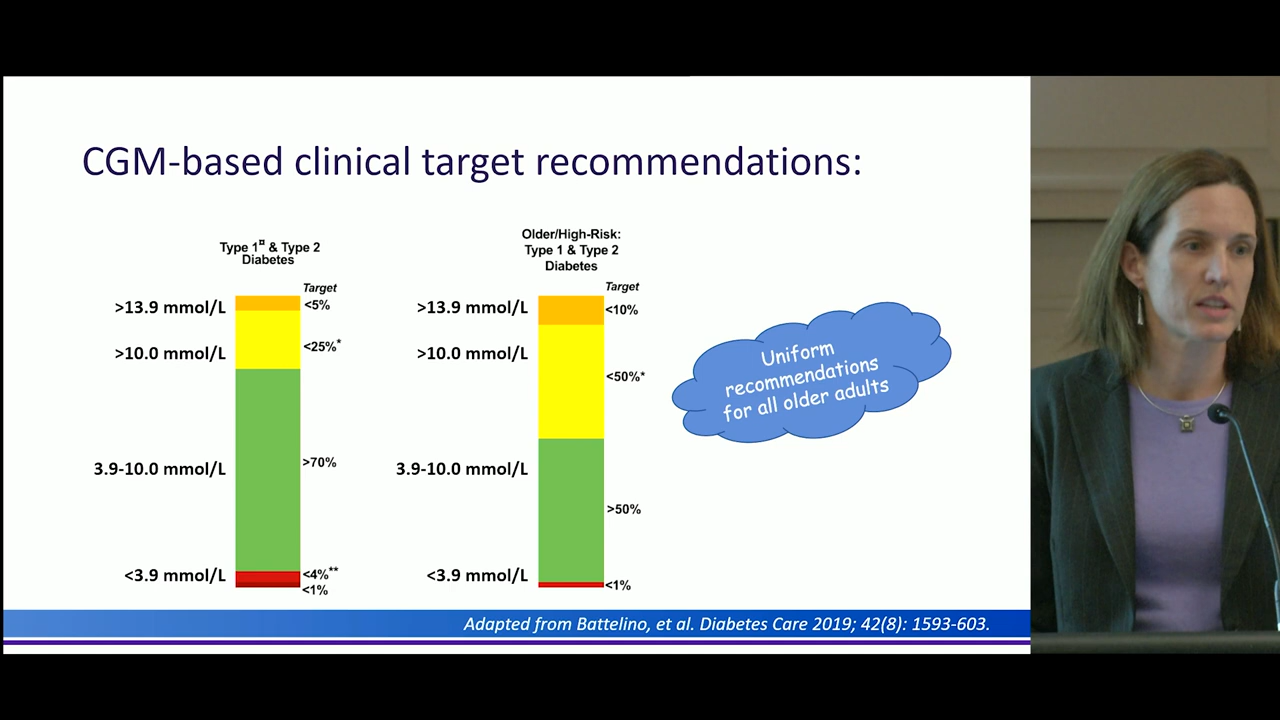 CGM-based clinical target recommendations:
Type 1¤ & Type 2
Diabetes
Target
>13.9 mmol/L
<5%
>10.0 mmol/L
<25%*
3.9-10.0 mmol/L
>70%
<3.9 mmol/L
<4%**
<1%
Older/High-Risk:
Type 1 & Type 2
Diabetes
Target
>13.9 mmol/L
<10%
>10.0 mmol/L
<50%*
3.9-10.0 mmol/L
>50%
<3.9 mmol/L
<1%
Uniform
recommendations
for all older adults
Adapted from Battelino, et al. Diabetes Care 2019; 42(8): 1593-603.